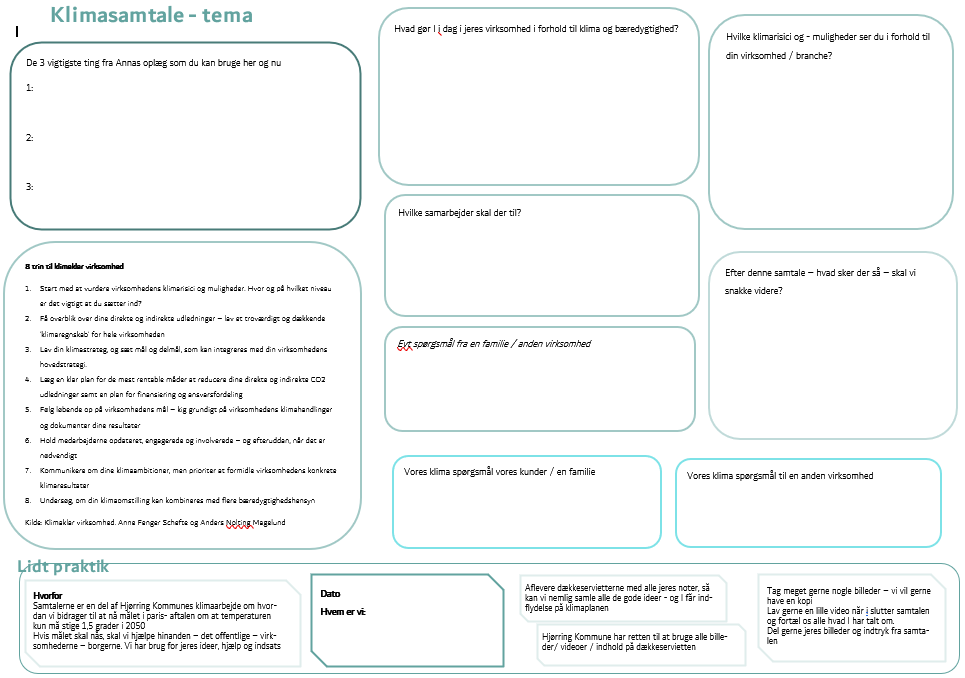 Klimasamtale - tema
De 3 vigtigste ting fra Annas oplæg som du kan bruge her og nu
1:
2:
3:
8 trin til klimaklar virksomhed
1. Start med at vurdere virksomhedens klimarisici og muligheder. Hvor og på hvilket niveau
er det vigtigt at du sætter ind?
2. Få overblik over dine direkte og indirekte udledninger – lav et troværdigt og dækkende
'klimaregnskab' for hele virksomheden
3. Lav din klimastrateg, og sæt mål og delmål, som kan integreres med din virksomhedens
hovedstrategi.
4. Læg en klar plan for de mest rentable måder at reducere dine direkte og indirekte CO2
udledninger samt en plan for finansiering og ansvarsfordeling
5. Følg løbende op på virksomhedens mål – kig grundigt på virksomhedens klimahandlinger
og dokumenter dine resultater
6. Hold medarbejderne opdateret, engagerede og involverede – og efteruddan, når det er
nødvendigt
7. Kommunikere om dine klimaambitioner, men prioriter at formidle virksomhedens konkrete
klimaresultater
8. Undersøg, om din klimaomstilling kan kombineres med flere bæredygtighedshensyn
Kilde: Klimaklar virksomhed. Anne Fenger Schefte og Anders Nolting Magelund
Hvad gør I i dag i jeres virksomhed i forhold til klima og bæredygtighed?
Hvilke samarbejder skal der til?
Evt spørgsmål fra en familie / anden virksomhed
Vores klima spørgsmål vores kunder / en familie
Hvilke klimarisici og - muligheder ser du i forhold til
din virksomhed / branche?
Efter denne samtale – hvad sker der så – skal vi
snakke videre?
Vores klima spørgsmål til en anden virksomhed
Lidt praktik
Hvorfor
Samtalerne er en del af Hjørring Kommunes klimaarbejde om hvor-
dan vi bidrager til at nå målet i paris- aftalen om at temperaturen
kun må stige 1,5 grader i 2050
Hvis målet skal nås, skal vi hjælpe hinanden – det offentlige – virk-
somhederne – borgerne. Vi har brug for jeres ideer, hjælp og indsats
Dato
Hvem er vi:
Aflevere dækkeservietterne med alle jeres noter, så
kan vi nemlig samle alle de gode ideer - og I får ind-
flydelse på klimaplanen
Hjørring Kommune har retten til at bruge alle bille-
der/ videoer / indhold på dækkeservietten
Tag meget gerne nogle billeder – vi vil gerne
have en kopi
Lav gerne en lille video når i slutter samtalen
og fortæl os alle hvad I har talt om.
Del gerne jeres billeder og indtryk fra samta-
len